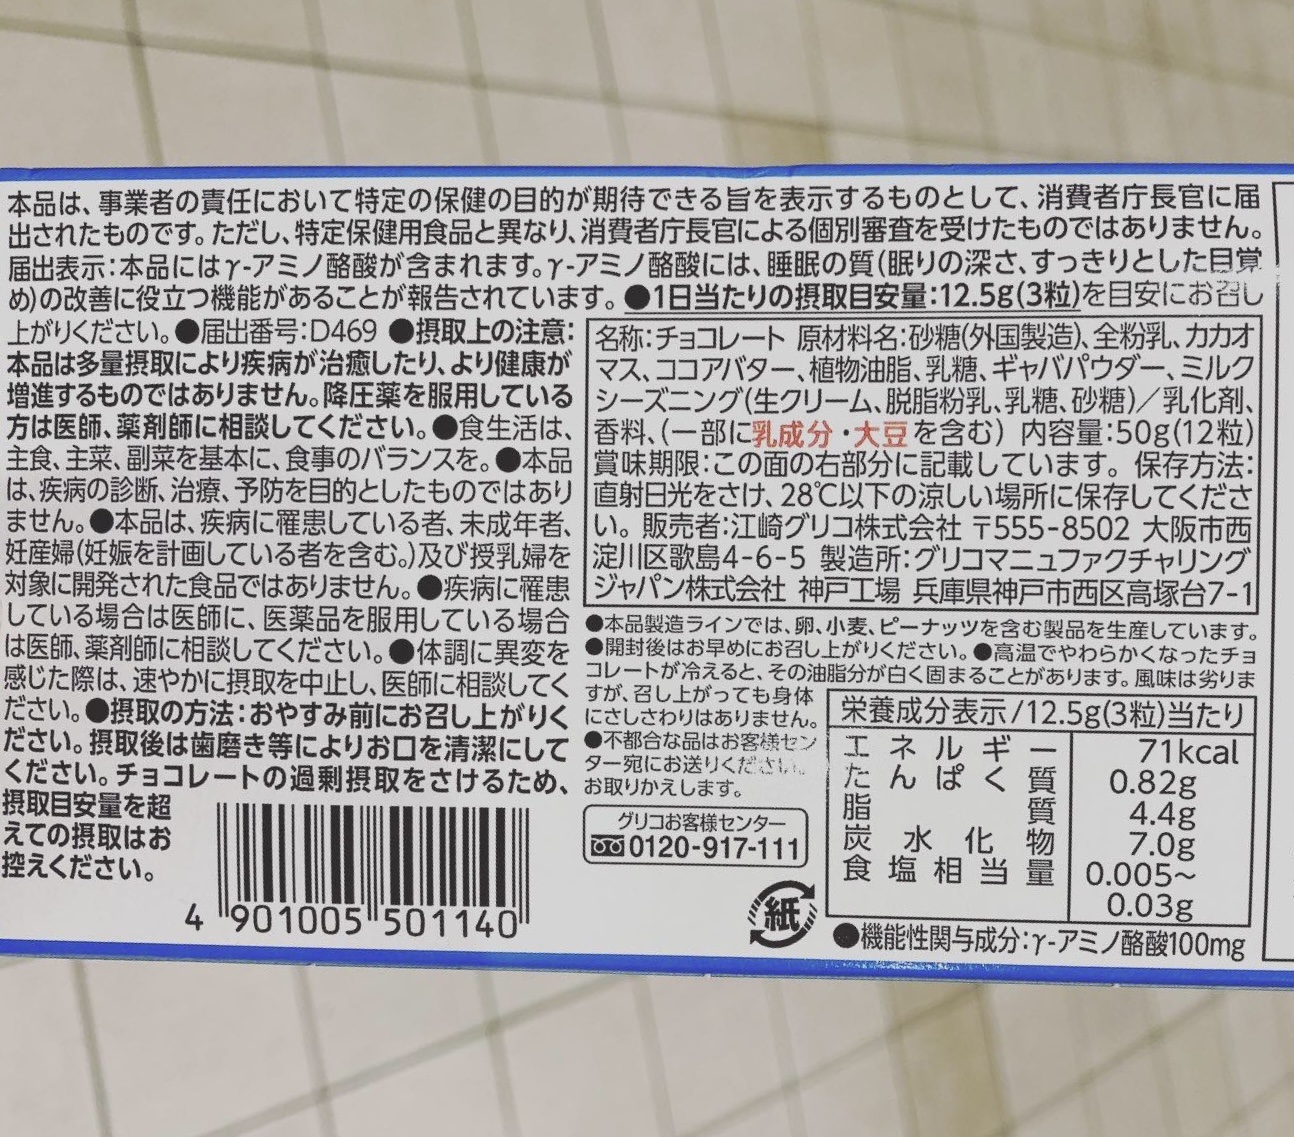 本品は、事業者の責任において特定の保健の目的が期待できる旨を表示するものとして、消費者庁長官に届
出されたものです。ただし、特定保健用食品と異なり、消費者庁長官による個別審査を受けたものではありません。
届出表示：本品にはγ-アミノ酪酸が含まれます。γ-アミノ酪酸には、睡眠の質(眠りの深さ、すっきりとした目覚
め)の改善に役立つ機能があることが報告されています。●1日当たりの摂取目安量：12.5g(3粒)を目安にお召し
上がりください。●届出番号：D469 ●摂取上の注意：
本品は多量摂取により疾病が治癒したり、より健康が
増進するものではありません。降圧薬を服用している
方は医師、薬剤師に相談してください。●食生活は、
主食、主菜、副菜を基本に、食事のバランスを。●本品
は、疾病の診断、治療、予防を目的としたものではあり
ません。●本品は、疾病に罹患している者、未成年者、
妊産婦(妊娠を計画している者を含む。)及び授乳婦を
対象に開発された食品ではありません。●疾病に罹患
している場合は医師に、医薬品を服用している場合
は医師、薬剤師に相談してください。●体調に異変を
感じた際は、速やかに摂取を中止し、医師に相談してく
ださい。●摂取の方法：おやすみ前にお召し上がりく
ださい。摂取後は歯磨き等によりお口を清潔にして
ください。チョコレートの過剰摂取をさけるため、
摂取目安量を超
えての摂取はお
控えください。
4 901005 501140
名称：チョコレート 原材料名：砂糖(外国製造)、全粉乳、カカオ
マス、ココアバター、植物油脂、乳糖、ギャバパウダー、ミルク
シーズニング(生クリーム、脱脂粉乳、乳糖、砂糖)／乳化剤、
香料、(一部に乳成分・大豆を含む) 内容量：50g(12粒)
賞味期限：この面の右部分に記載しています。保存方法：
直射日光をさけ、28℃以下の涼しい場所に保存してくださ
い。販売者：江崎グリコ株式会社 〒555-8502 大阪市西
淀川区歌島4-6-5 製造所：グリコマニュファクチャリング
ジャパン株式会社 神戸工場 兵庫県神戸市西区高塚台7-1
●本品製造ラインでは、卵、小麦、ピーナッツを含む製品を生産しています。
●開封後はお早めにお召し上がりください。●高温でやわらかくなったチョ
コレートが冷えると、その油脂分が白く固まることがあります。風味は劣りま
すが、召し上がっても身体
にさしさわりはありません。
●不都合な品はお客様セン
ター宛にお送りください。
お取りかえします。
グリコお客様センター
0120-917-111
紙
栄養成分表示/12.5g(3粒)当たり
エネルギー 71kcal
たんぱく質 0.82g
脂質 4.4g
炭水化物 7.0g
食塩相当量 0.005～
0.03g
●機能性関与成分：γ-アミノ酪酸100mg